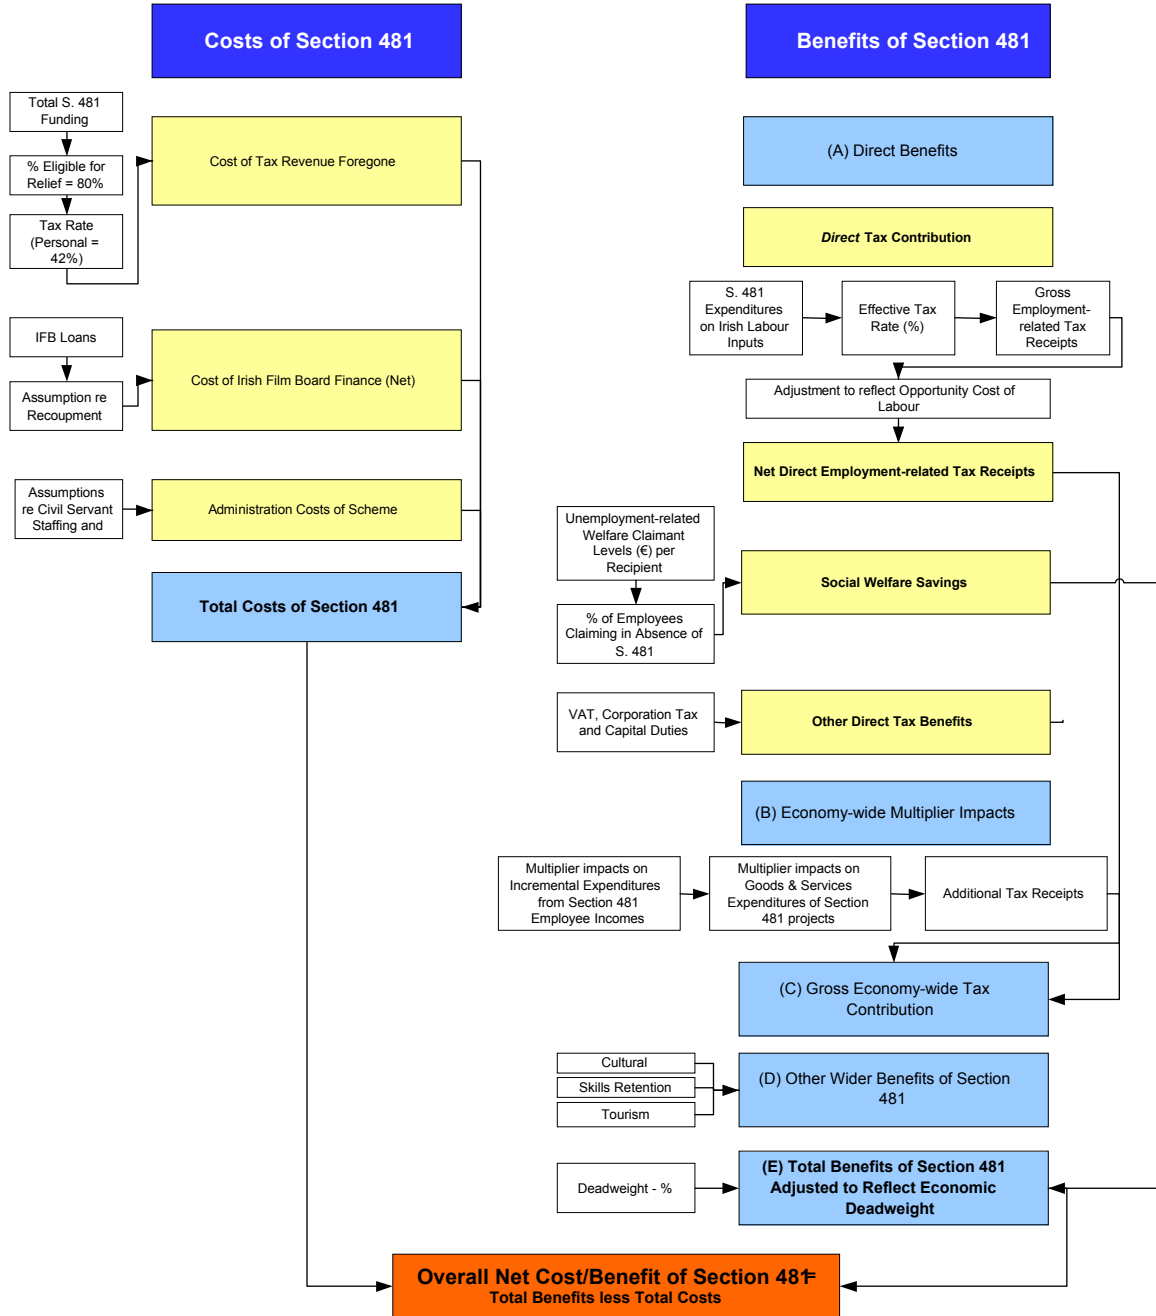 Costs of Section 481
Benefits of Section 481
Total S. 481
Funding
% Eligible for
Relief = 80%
Tax Rate
(Personal =
42%)
Cost of Tax Revenue Foregone
IFB Loans
Assumption re
Recoupment
Cost of Irish Film Board Finance (Net)
Assumptions
re Civil Servant
Staffing and
Administration Costs of Scheme
Total Costs of Section 481
(A) Direct Benefits
Direct Tax Contribution
S. 481
Expenditures
on Irish Labour
Inputs
Effective Tax
Rate (%)
Gross
Employment-
related Tax
Receipts
Adjustment to reflect Opportunity Cost of
Labour
Net Direct Employment-related Tax Receipts
Unemployment-related
Welfare Claimant
Levels (€) per
Recipient
% of Employees
Claiming in Absence of
S. 481
Social Welfare Savings
VAT, Corporation Tax
and Capital Duties
Other Direct Tax Benefits
(B) Economy-wide Multiplier Impacts
Multiplier impacts on
Incremental Expenditures
from Section 481
Employee Incomes
Multiplier impacts on
Goods & Services
Expenditures of Section
481 projects
Additional Tax Receipts
(C) Gross Economy-wide Tax
Contribution
Cultural
Skills Retention
Tourism
(D) Other Wider Benefits of Section
481
Deadweight - %
(E) Total Benefits of Section 481
Adjusted to Reflect Economic
Deadweight
Overall Net Cost/Benefit of Section 481=
Total Benefits less Total Costs